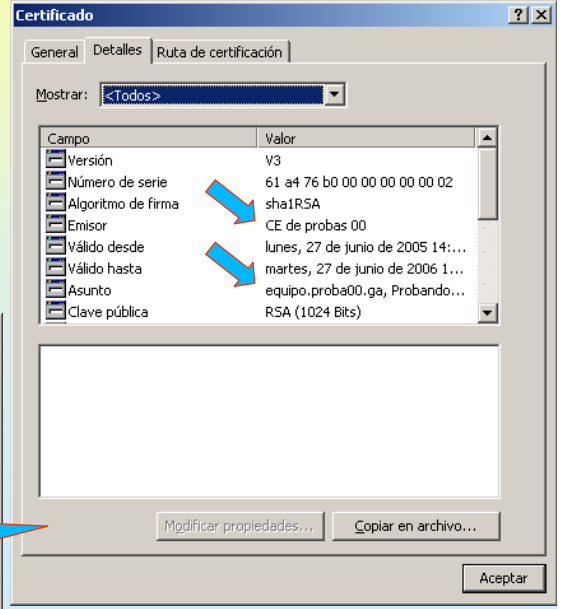 Certificado
General Detalles Ruta de certificación
Mostrar: <Todos>
Campo Valor
Versión V3
Número de serie 61 a4 76 b0 00 00 00 00 00 02
Algoritmo de firma sha1RSA
Emisor CE de probas 00
Válido desde lunes, 27 de junio de 2005 14:...
Válido hasta martes, 27 de junio de 2006 1...
Asunto equipo.proba00.ga, Probando...
Clave pública RSA (1024 Bits)
Modificar propiedades... Copiar en archivo...
Aceptar